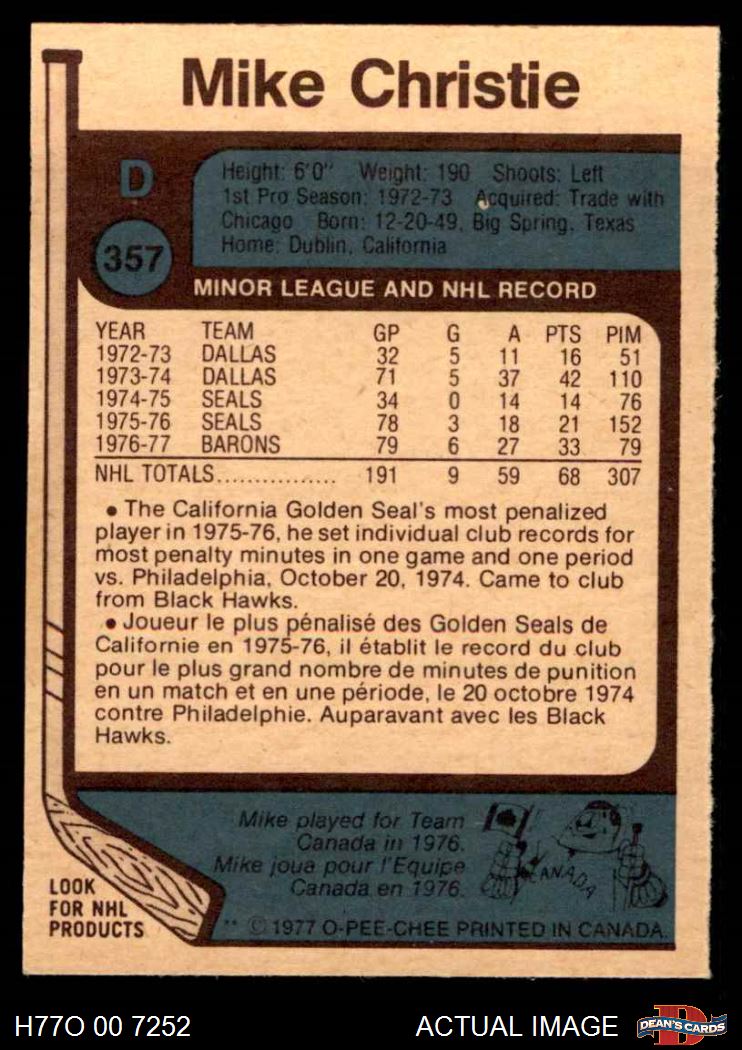 Mike Christie
D
357
Height: 6'0" Weight: 190 Shoots: Left
1st Pro Season: 1972-73 Acquired: Trade with
Chicago Born: 12-20-49, Big Spring, Texas
Home: Dublin, California
MINOR LEAGUE AND NHL RECORD
YEAR TEAM GP G A PTS PIM
1972-73 DALLAS 32 5 11 16 51
1973-74 DALLAS 71 5 37 42 110
1974-75 SEALS 34 0 14 14 76
1975-76 SEALS 78 3 18 21 152
1976-77 BARONS 79 6 27 33 79
NHL TOTALS................ 191 9 59 68 307
• The California Golden Seal's most penalized
player in 1975-76, he set individual club records for
most penalty minutes in one game and one period
vs. Philadelphia, October 20, 1974. Came to club
from Black Hawks.
• Joueur le plus pénalisé des Golden Seals de
Californie en 1975-76, il établit le record du club
pour le plus grand nombre de minutes de punition
en un match et en une période, le 20 octobre 1974
contre Philadelphie. Auparavant avec les Black
Hawks.
Mike played for Team
Canada in 1976.
Mike joua pour l'Equipe
Canada en 1976.
CANADA
LOOK
FOR NHL
PRODUCTS
** © 1977 O-PEE-CHEE PRINTED IN CANADA.
H77O 00 7252 ACTUAL IMAGE DEAN'S CARDS